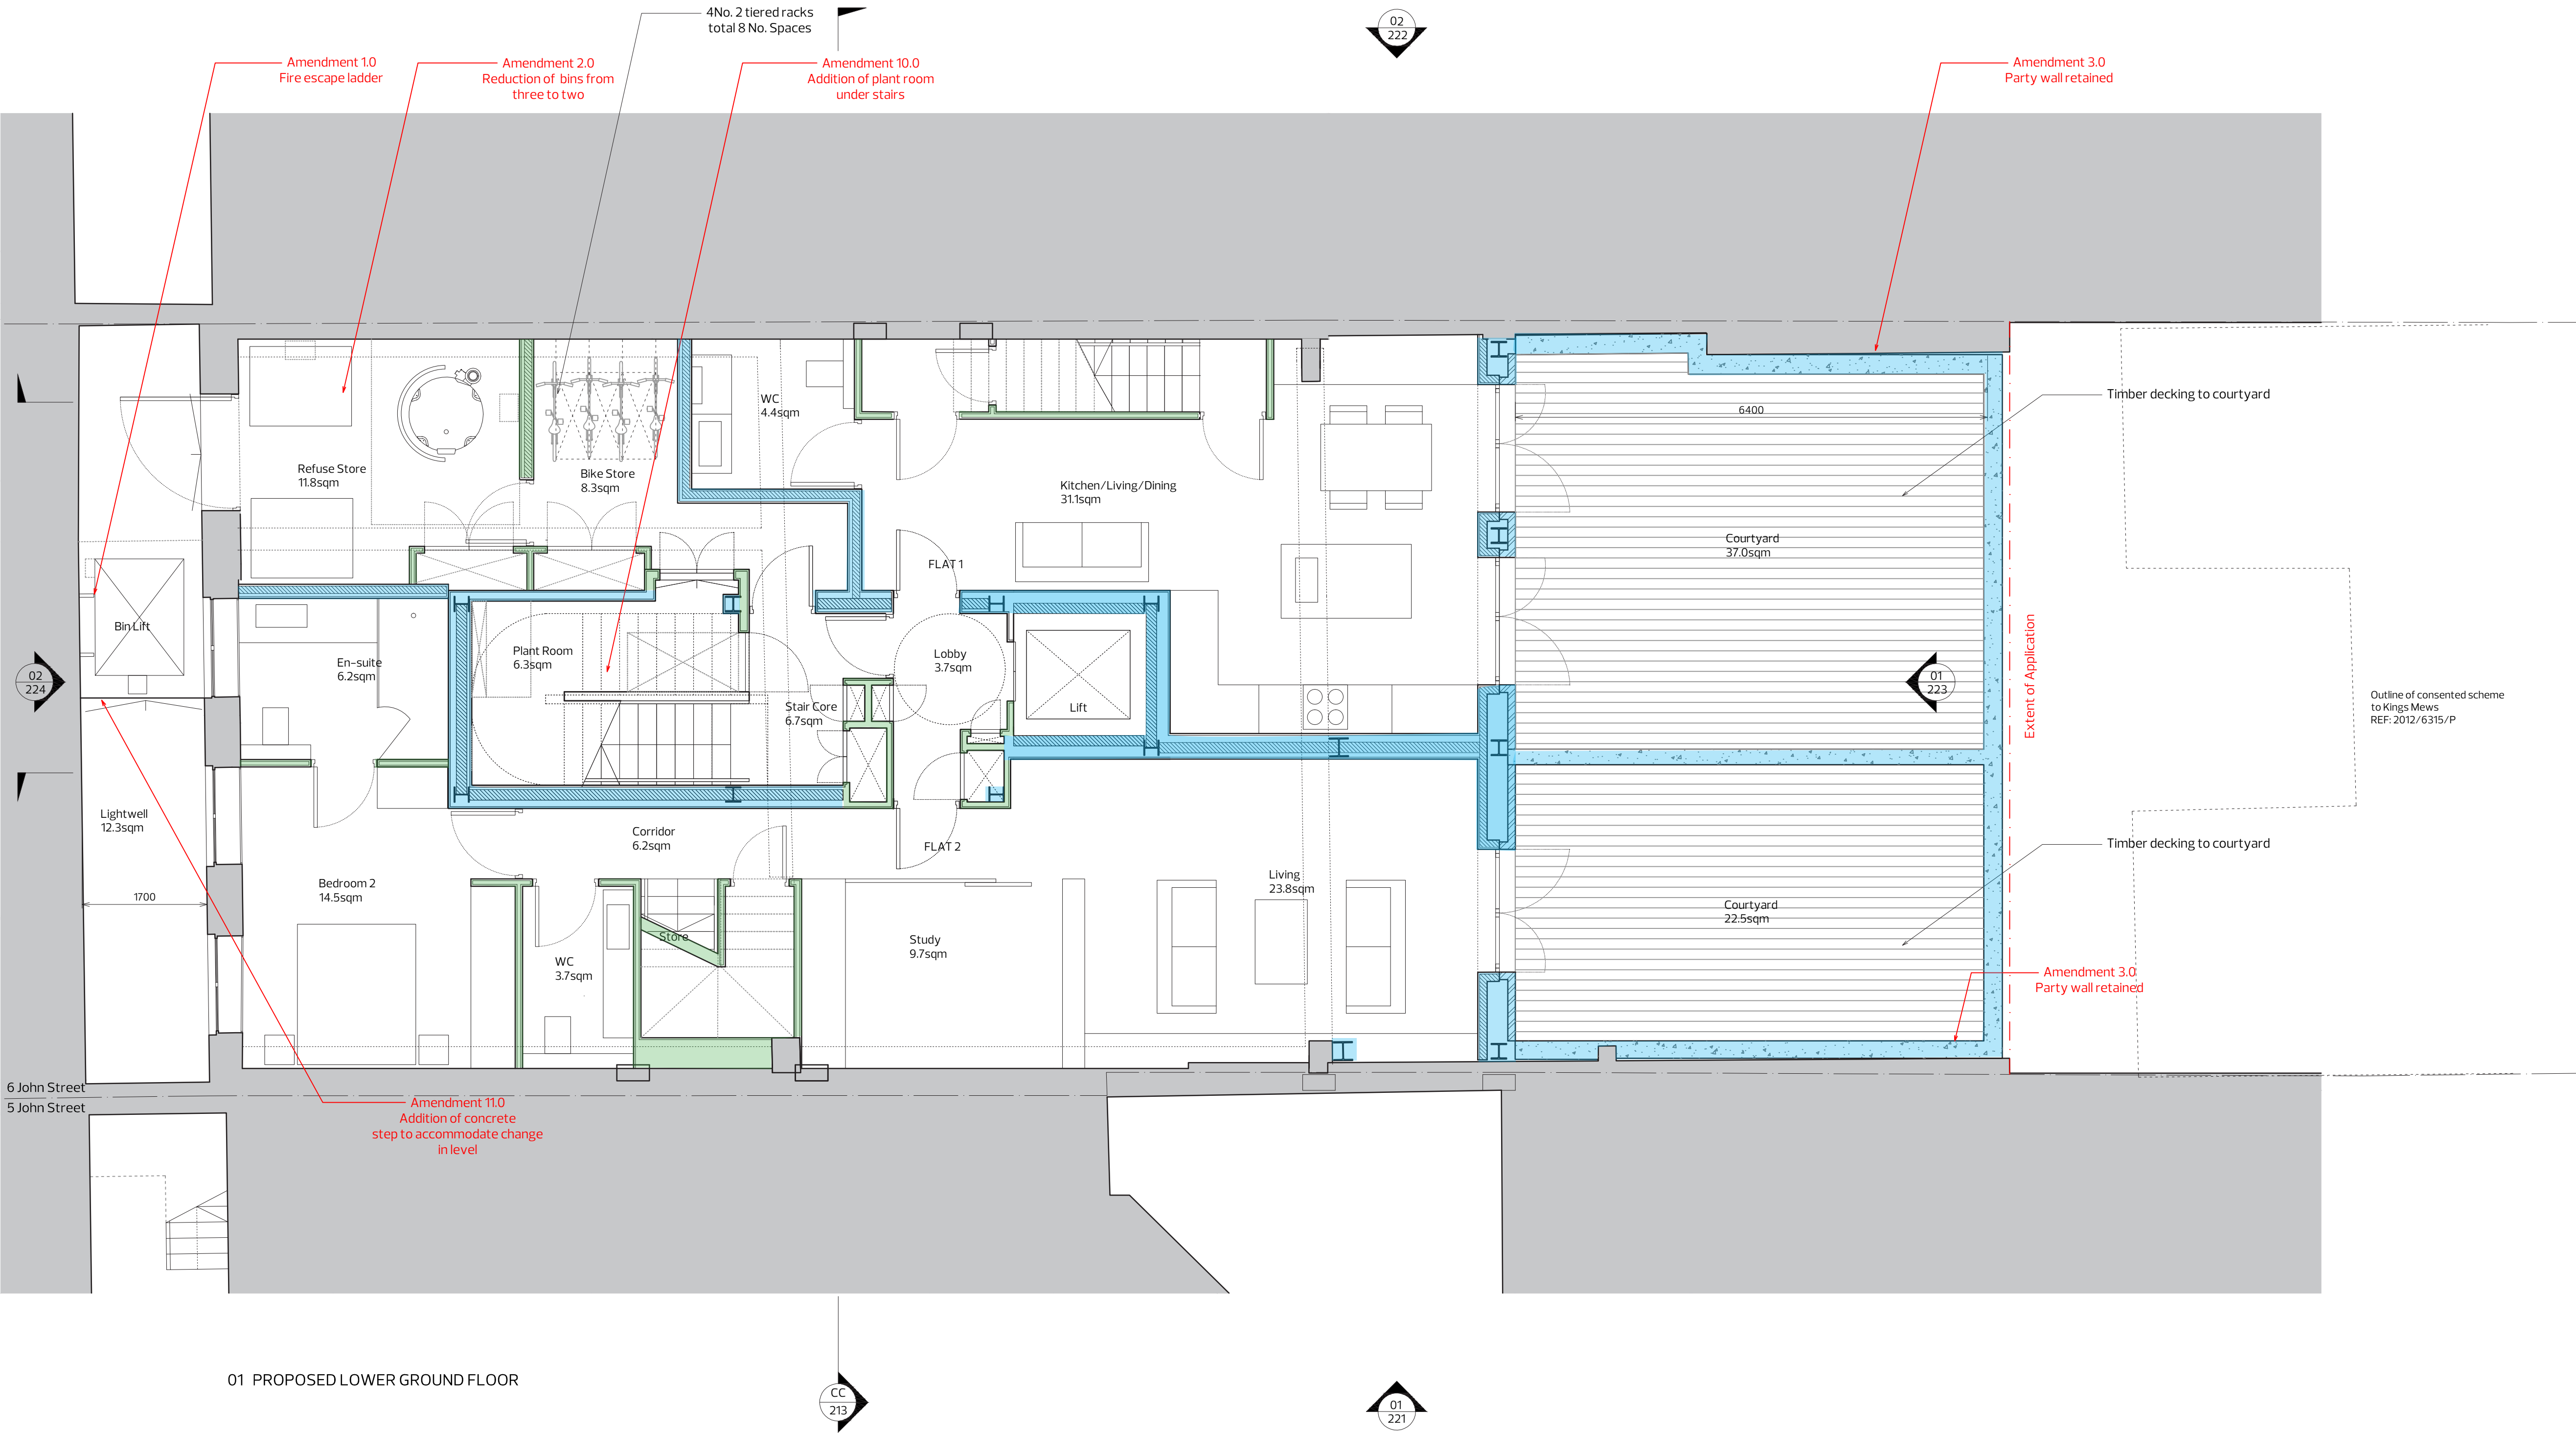 4No. 2 tiered racks
total 8 No. Spaces
02
222
Amendment 1.0
Fire escape ladder
Amendment 2.0
Reduction of bins from
three to two
Amendment 10.0
Addition of plant room
under stairs
Amendment 3.0
Party wall retained
Timber decking to courtyard
6400
WC
4.4sqm
Refuse Store
11.8sqm
Bike Store
8.3sqm
Kitchen/Living/Dining
31.1sqm
Courtyard
37.0sqm
FLAT 1
Bin Lift
En-suite
6.2sqm
Plant Room
6.3sqm
Lobby
3.7sqm
Stair Core
6.7sqm
Lift
02
224
01
223
Extent of Application
Outline of consented scheme
to Kings Mews
REF: 2012/6315/P
Lightwell
12.3sqm
Corridor
6.2sqm
FLAT 2
Timber decking to courtyard
Bedroom 2
14.5sqm
1700
Living
23.8sqm
Courtyard
22.5sqm
Store
Study
9.7sqm
WC
3.7sqm
Amendment 3.0
Party wall retained
6 John Street
5 John Street
Amendment 11.0
Addition of concrete
step to accommodate change
in level
01 PROPOSED LOWER GROUND FLOOR
CC
213
01
221